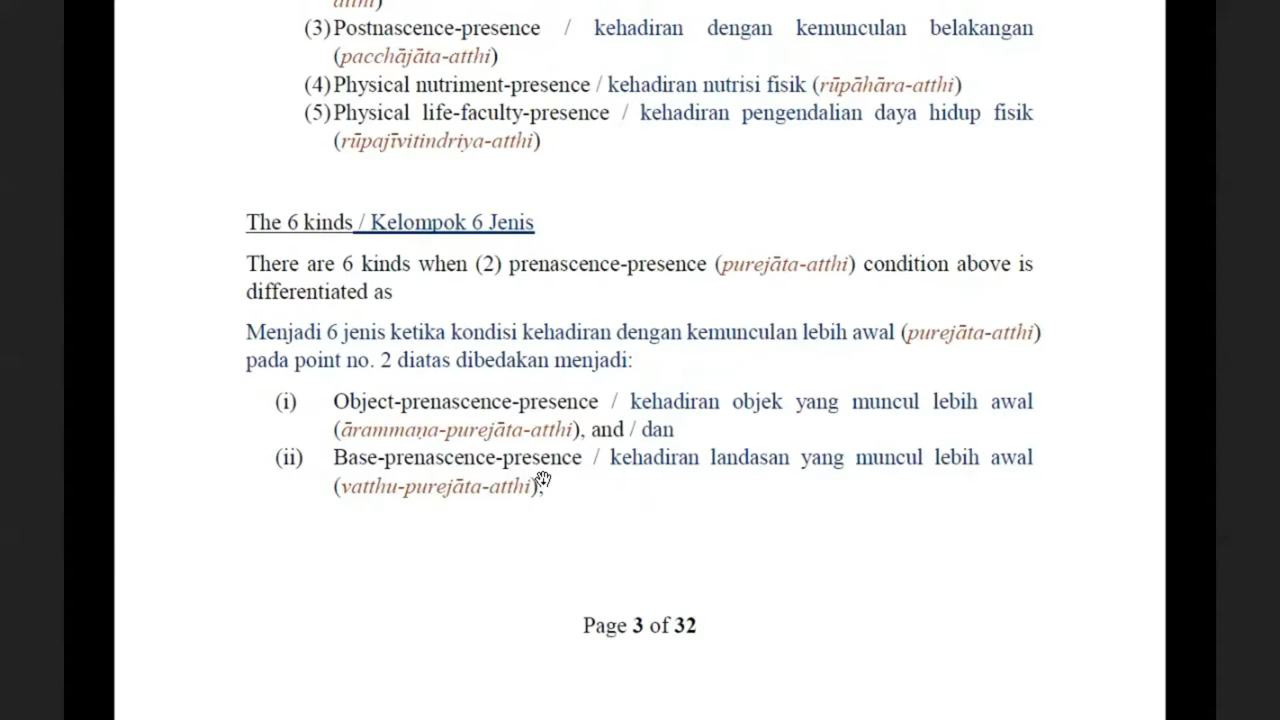 atthi)
(3) Postnascence-presence / kehadiran dengan kemunculan belakangan
(pacchājāta-atthi)
(4) Physical nutriment-presence / kehadiran nutrisi fisik (rūpāhāra-atthi)
(5) Physical life-faculty-presence / kehadiran pengendalian daya hidup fisik
(rūpajīvitindriya-atthi)
The 6 kinds / Kelompok 6 Jenis
There are 6 kinds when (2) prenascence-presence (purejāta-atthi) condition above is
differentiated as
Menjadi 6 jenis ketika kondisi kehadiran dengan kemunculan lebih awal (purejāta-atthi)
pada point no. 2 diatas dibedakan menjadi:
(i) Object-prenascence-presence / kehadiran objek yang muncul lebih awal
(ārammaṇa-purejāta-atthi), and / dan
(ii) Base-prenascence-presence / kehadiran landasan yang muncul lebih awal
(vatthu-purejāta-atthi),
Page 3 of 32